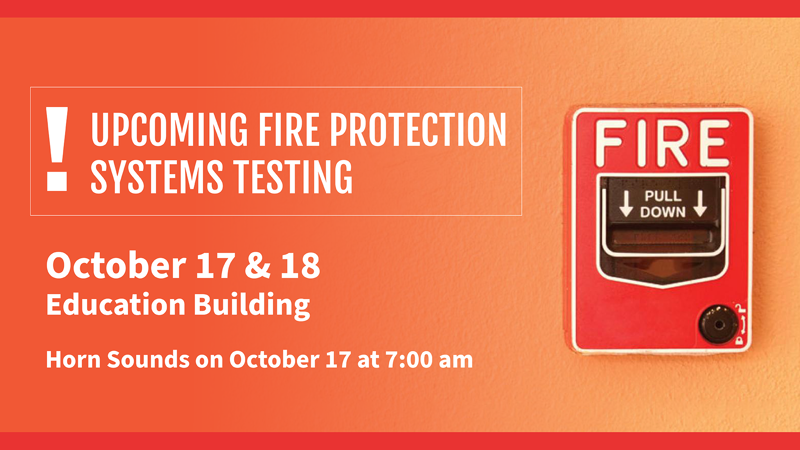 !
UPCOMING FIRE PROTECTION
SYSTEMS TESTING
October 17 & 18
Education Building
Horn Sounds on October 17 at 7:00 am
FIRE
PULL
DOWN